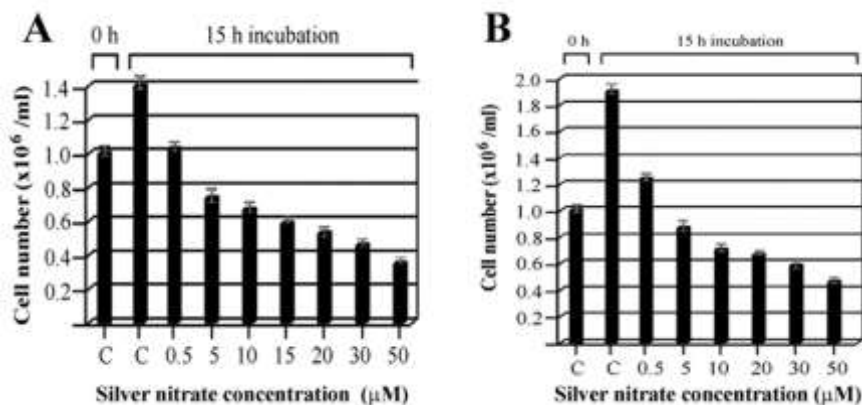 A
0 h 15 h incubation
Cell number (x10⁶ /ml)
1.4
1.2
1.0
0.8
0.6
0.4
0.2
C C 0.5 5 10 15 20 30 50
Silver nitrate concentration (μM)
B
0 h 15 h incubation
Cell number (x10⁶/ml)
2.0
1.8
1.6
1.4
1.2
1.0
0.8
0.6
0.4
0.2
C C 0.5 5 10 20 30 50
Silver nitrate concentration (μM)